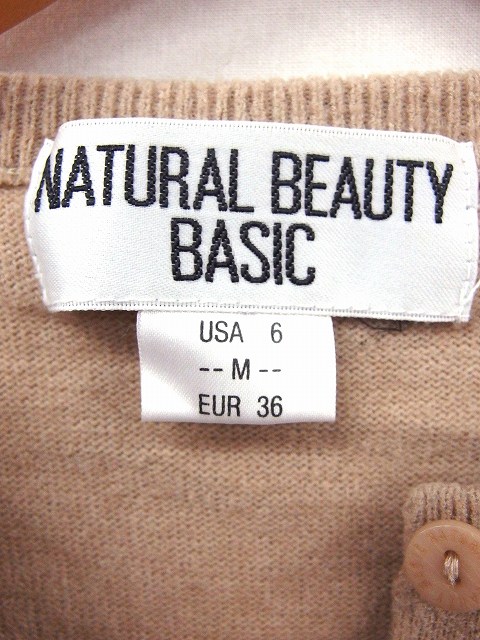 NATURAL BEAUTY
BASIC
USA 6
-- M --
EUR 36